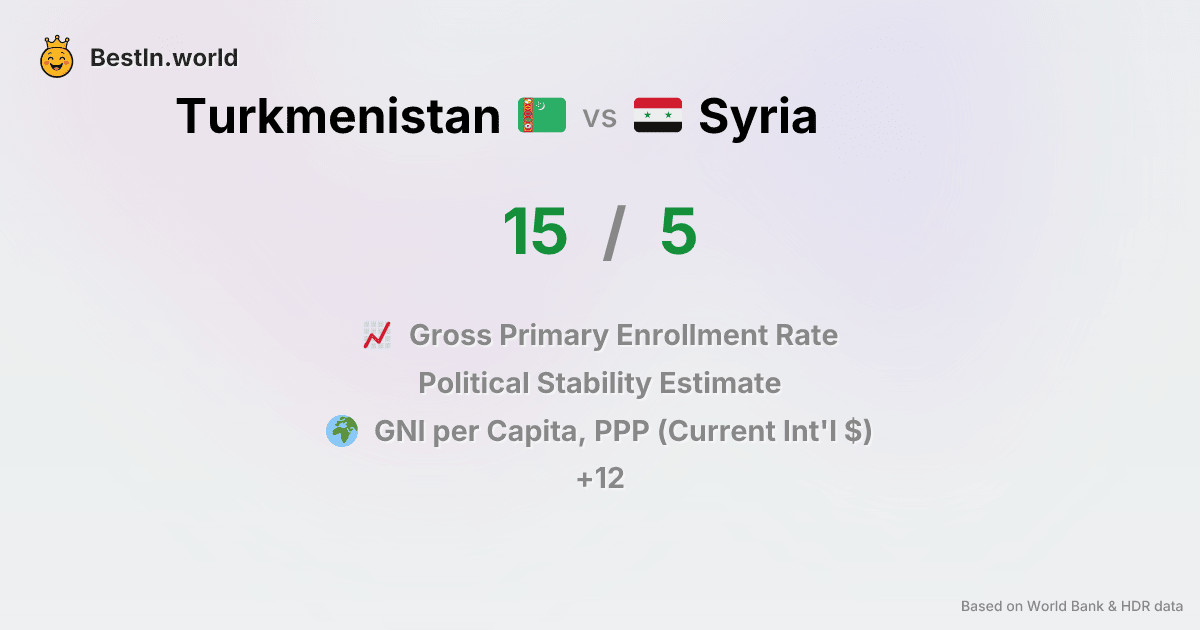 BestIn.world
Turkmenistan vs Syria
15 / 5
Gross Primary Enrollment Rate
Political Stability Estimate
GNI per Capita, PPP (Current Int'l $)
+12
Based on World Bank & HDR data